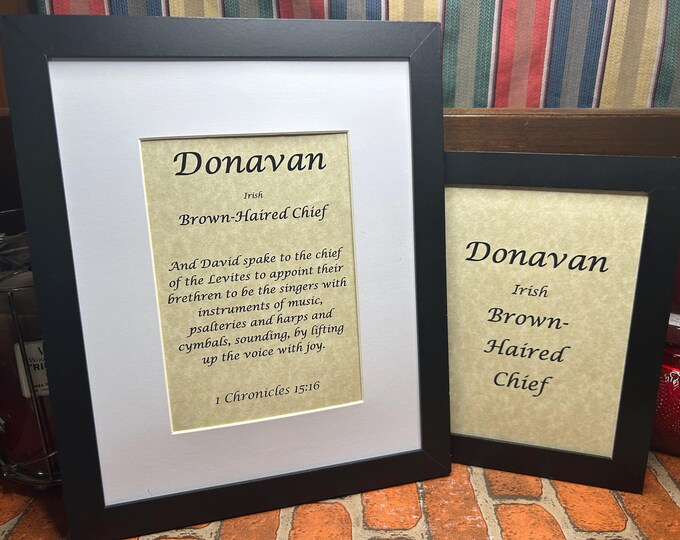 Donavan
Irish
Brown-Haired Chief
And David spake to the chief
of the Levites to appoint their
brethren to be the singers with
instruments of music,
psalteries and harps and
cymbals, sounding, by lifting
up the voice with joy.
1 Chronicles 15:16
Donavan
Irish
Brown-
Haired
Chief